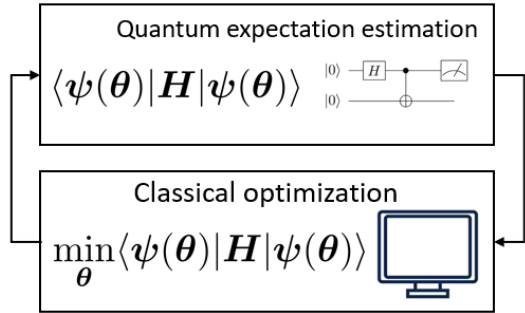 Quantum expectation estimation
⟨ψ(θ)|H|ψ(θ)⟩
|0⟩ H
|0⟩
Classical optimization
min⟨ψ(θ)|H|ψ(θ)⟩
θ